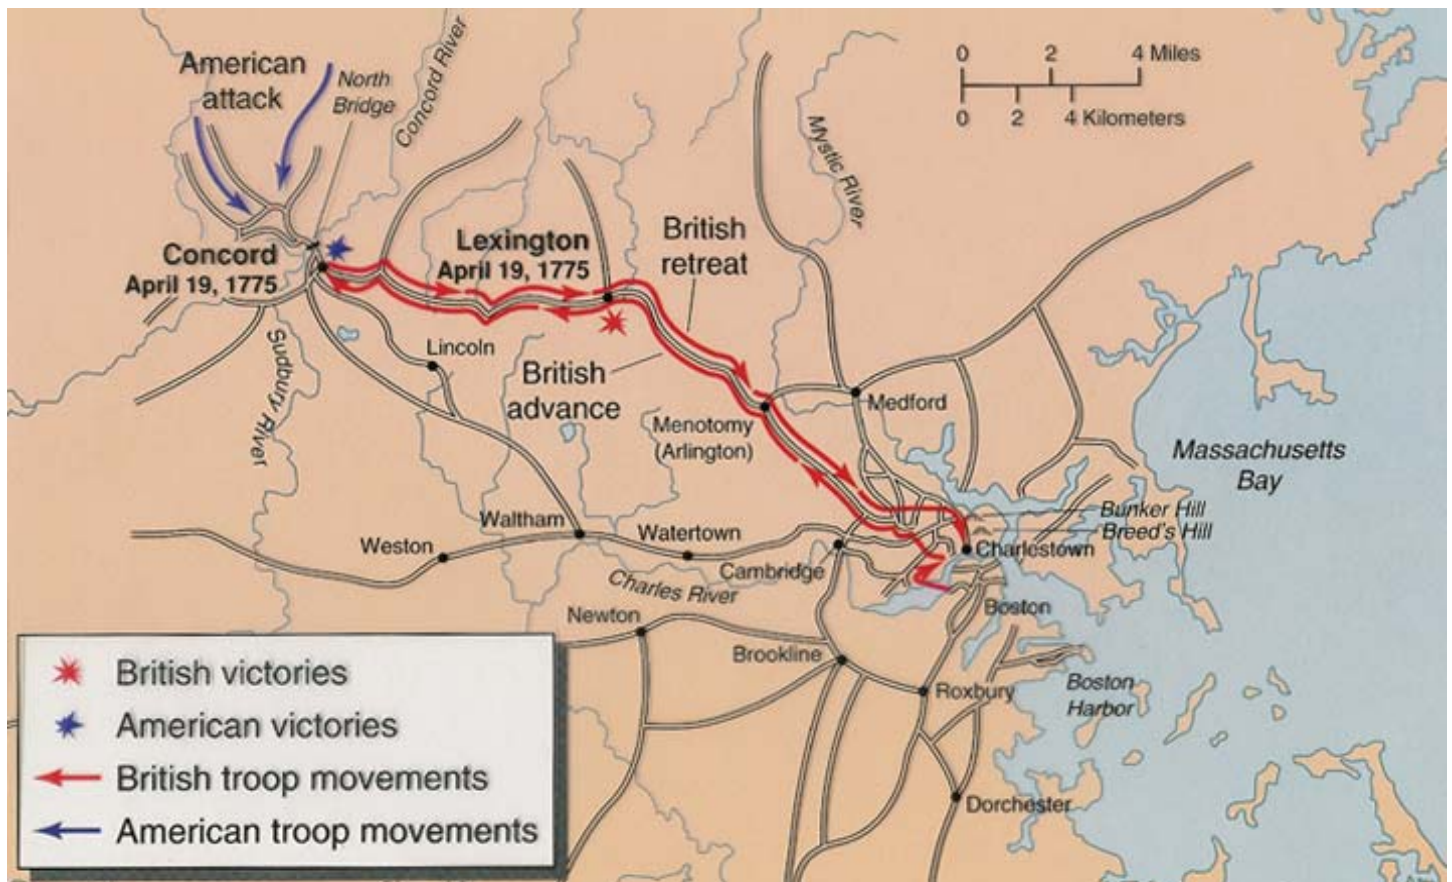 American
attack
North
Bridge
Concord River
Mystic River
0 2 4 Miles
0 2 4 Kilometers
Concord
April 19, 1775
Lexington
April 19, 1775
British
retreat
Sudbury River
Lincoln
British
advance
Menotomy
(Arlington)
Medford
Massachusetts
Bay
Bunker Hill
Breed's Hill
Charlestown
Waltham
Watertown
Weston
Cambridge
Charles River
Boston
Newton
Brookline
Roxbury
Boston
Harbor
Dorchester
British victories
American victories
British troop movements
American troop movements